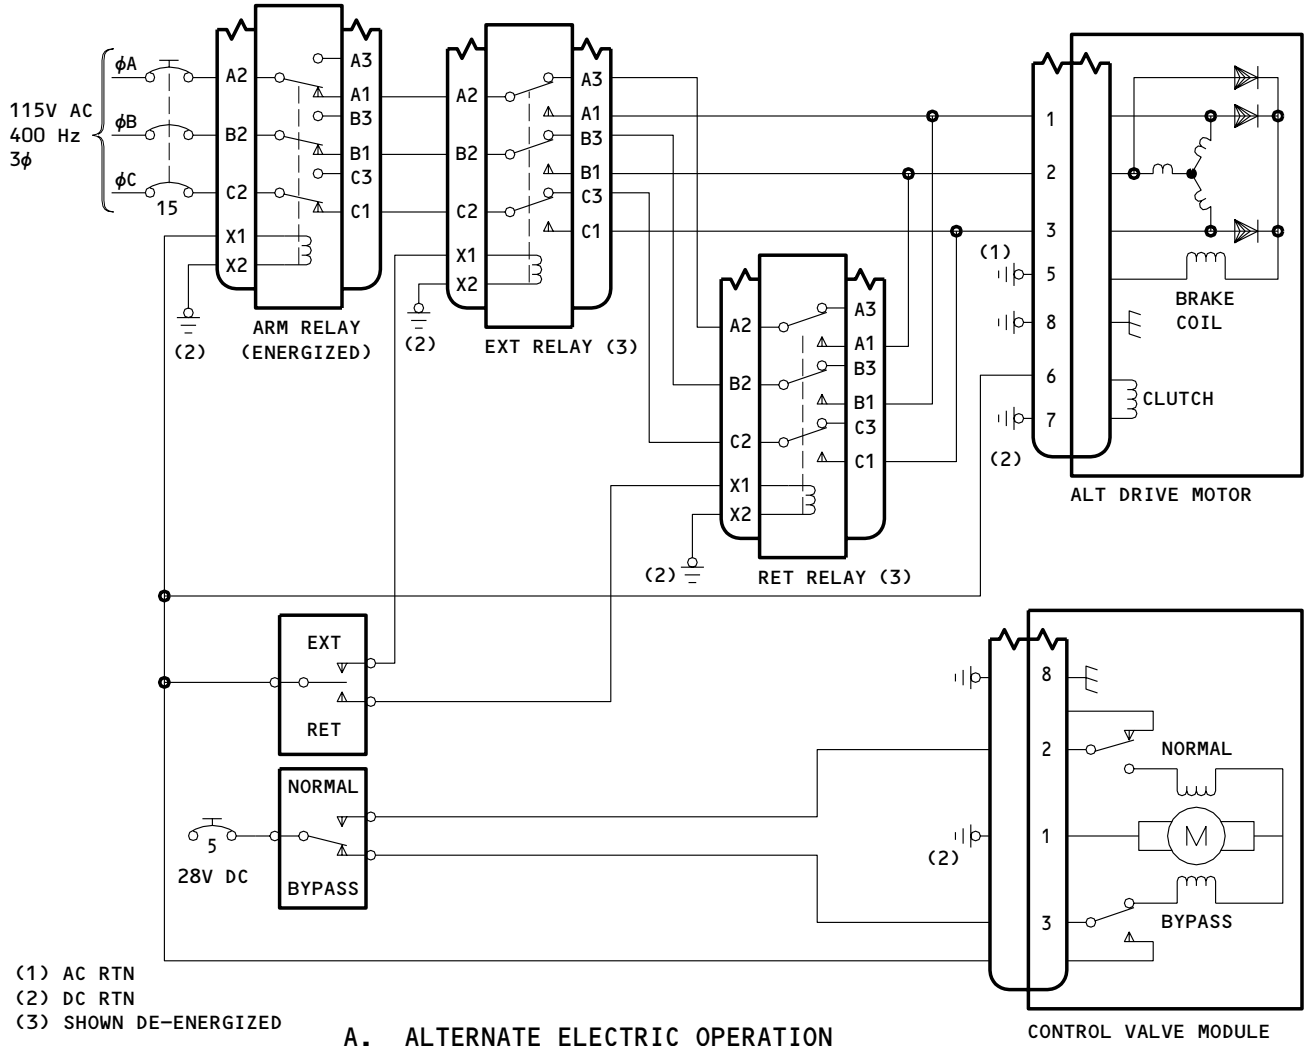 115V AC
400 Hz
3ϕ
ϕA
ϕB
ϕC
15
A2
B2
C2
X1
X2
A3
A1
B3
B1
C3
C1
(2)
ARM RELAY
(ENERGIZED)
A2
B2
C2
X1
X2
A3
A1
B3
B1
C3
C1
(2)
EXT RELAY (3)
A2
B2
C2
X1
X2
A3
A1
B3
B1
C3
C1
(2)
RET RELAY (3)
1
2
3
(1)
5
8
6
7
(2)
BRAKE
COIL
CLUTCH
ALT DRIVE MOTOR
EXT
RET
NORMAL
BYPASS
5
28V DC
8
2
1
(2)
3
NORMAL
M
BYPASS
CONTROL VALVE MODULE
(1) AC RTN
(2) DC RTN
(3) SHOWN DE-ENERGIZED
A. ALTERNATE ELECTRIC OPERATION